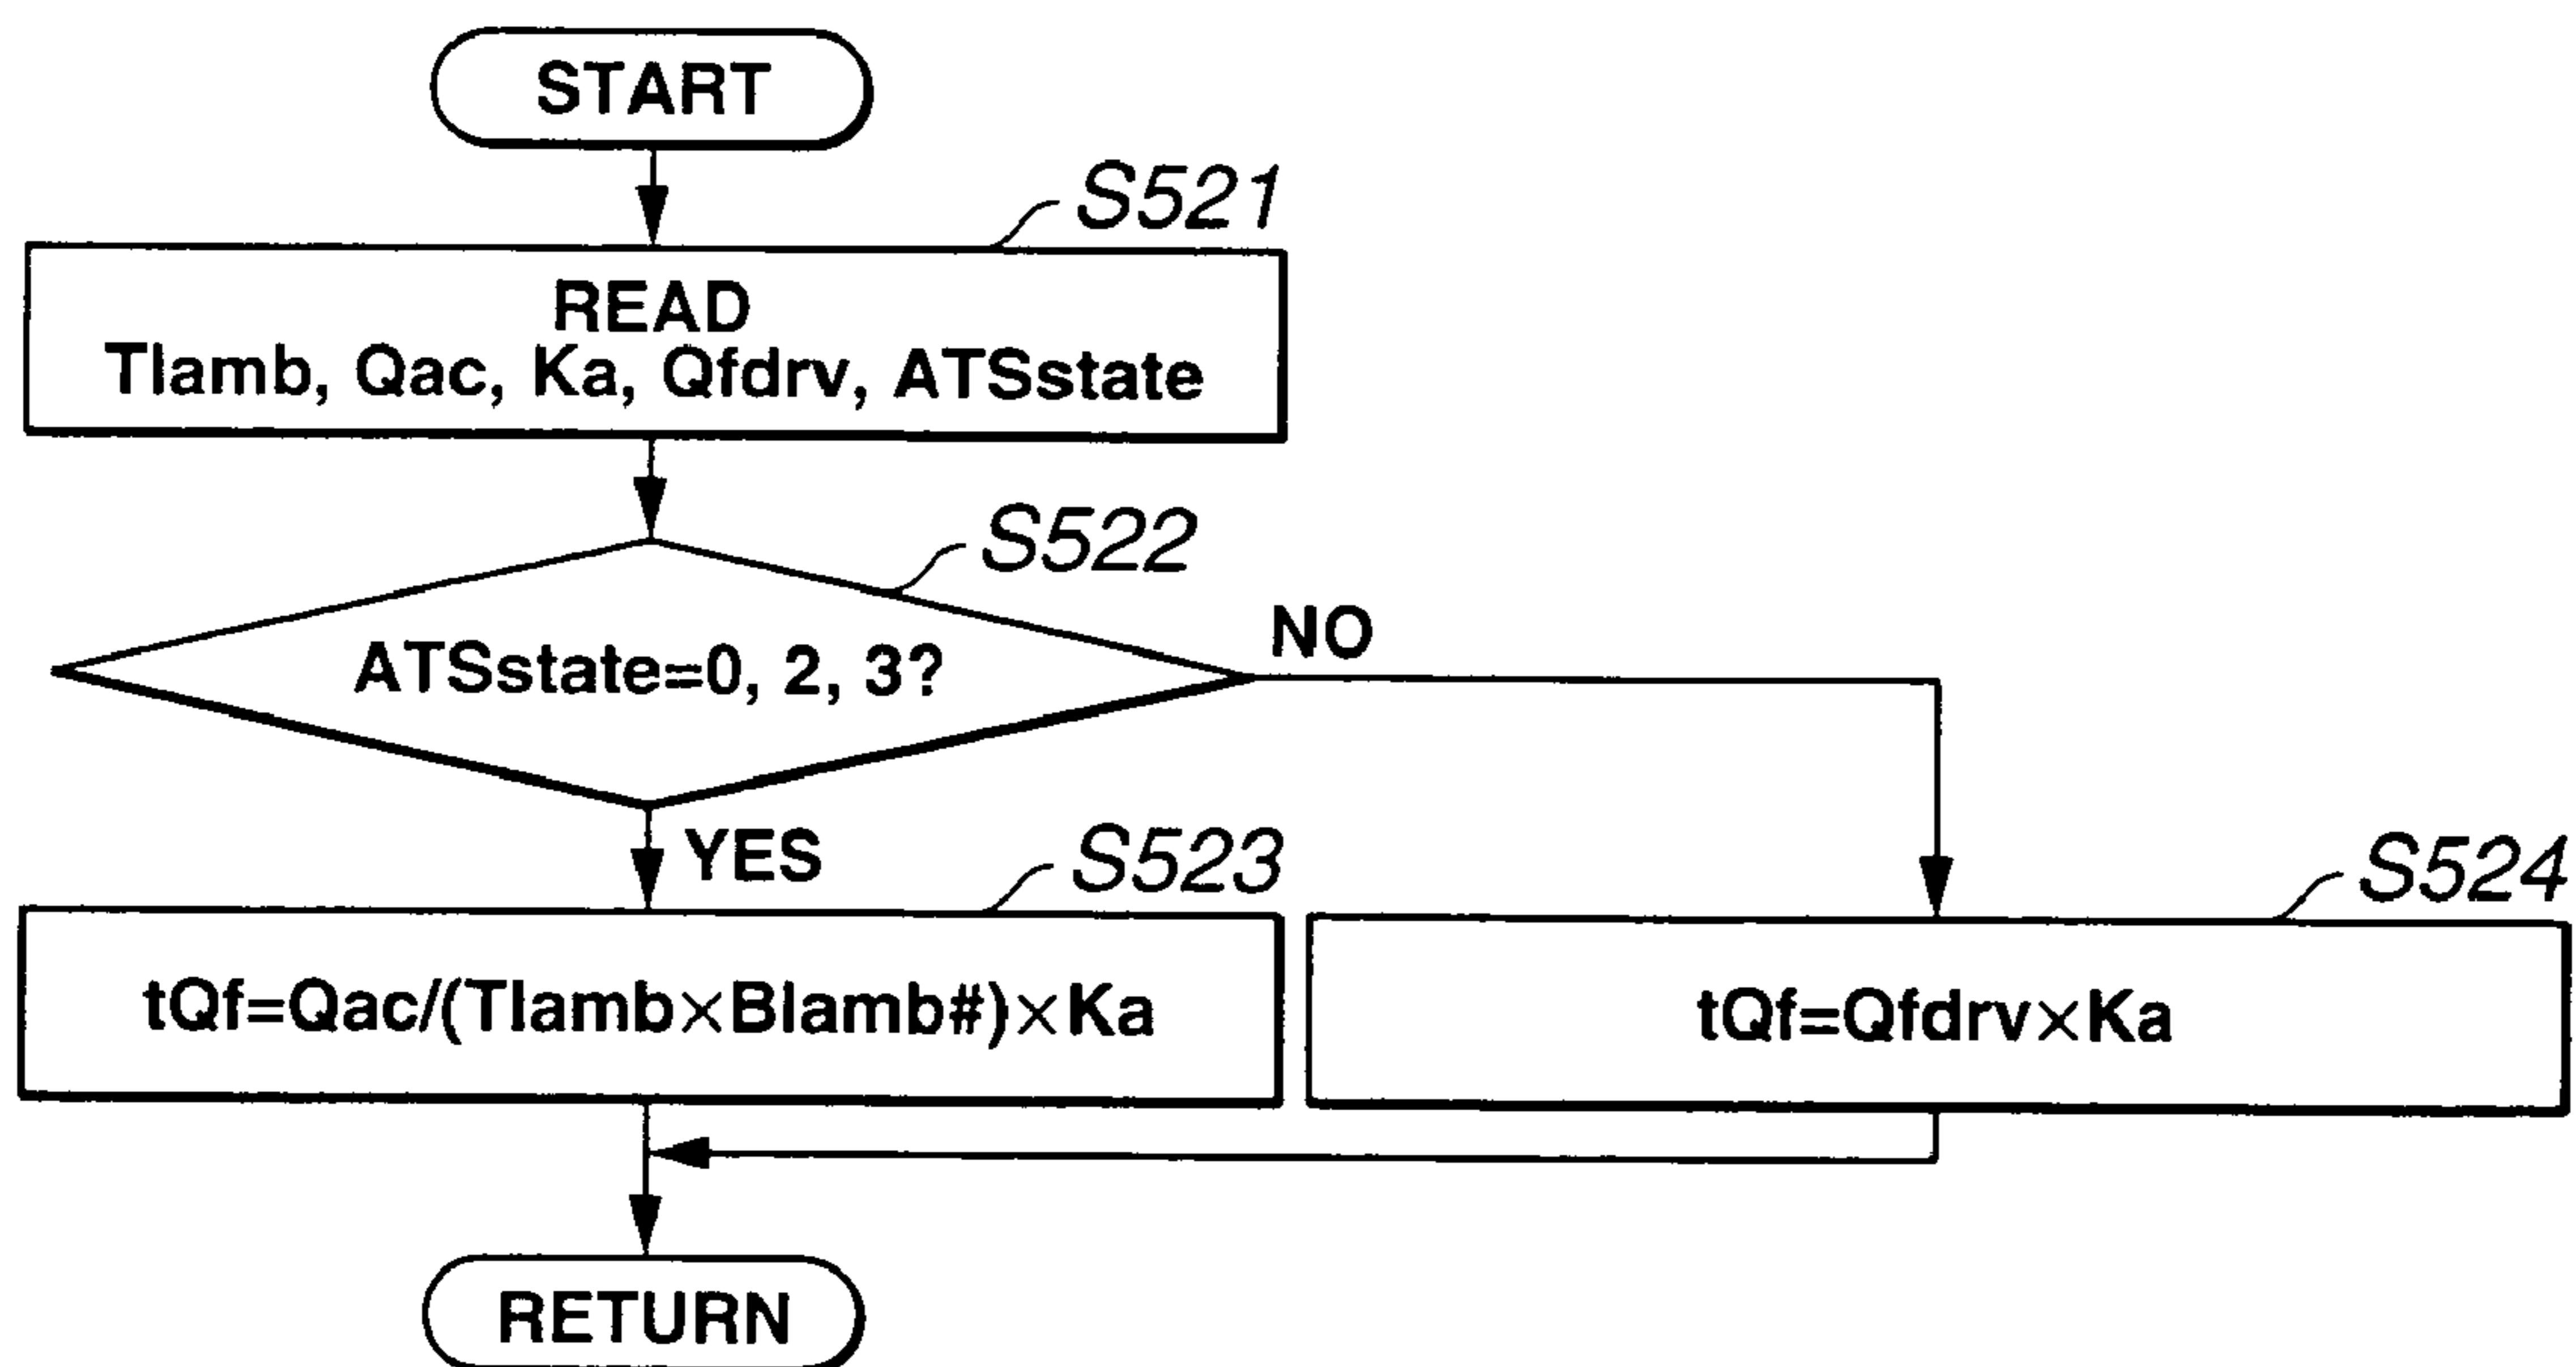 START
S521
READ
Tlamb, Qac, Ka, Qfdrv, ATSstate
S522
ATSstate=0, 2, 3?
NO
YES
S523
S524
tQf=Qac/(Tlamb×Blamb#)×Ka
tQf=Qfdrv×Ka
RETURN